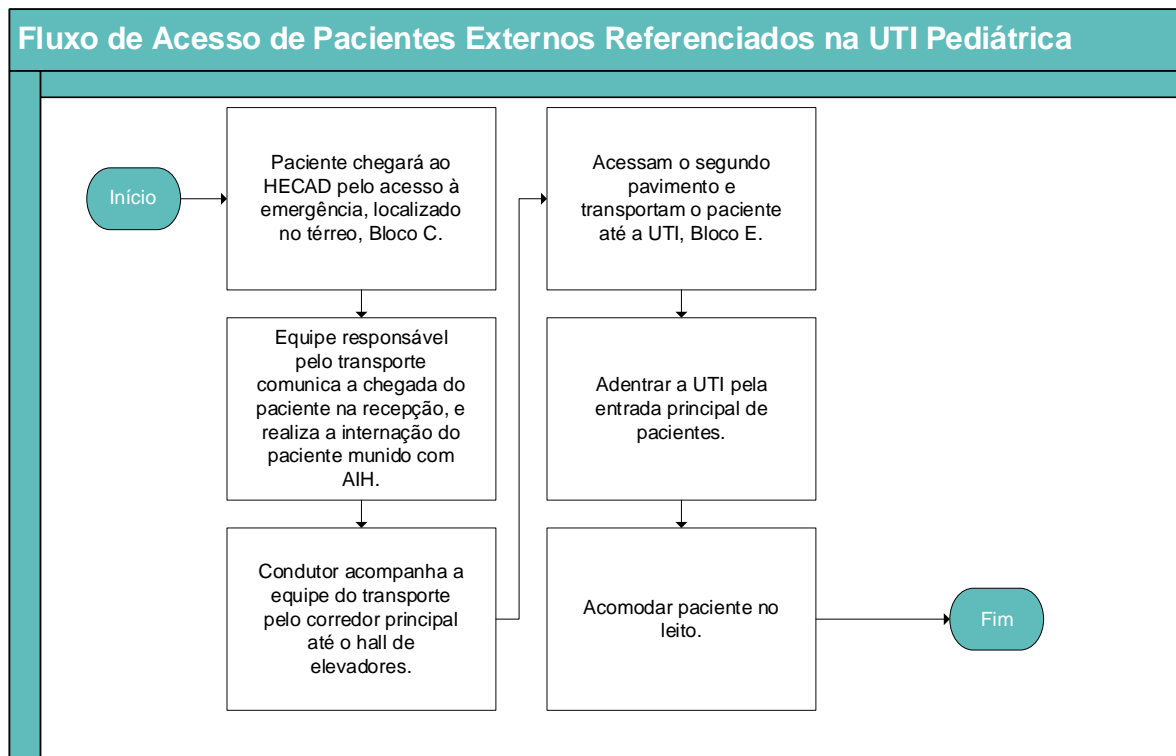 Fluxo de Acesso de Pacientes Externos Referenciados na UTI Pediátrica
Início
Paciente chegará ao
HECAD pelo acesso à
emergência, localizado
no térreo, Bloco C.
Equipe responsável
pelo transporte
comunica a chegada do
paciente na recepção, e
realiza a internação do
paciente munido com
AIH.
Condutor acompanha a
equipe do transporte
pelo corredor principal
até o hall de
elevadores.
Acessam o segundo
pavimento e
transportam o paciente
até a UTI, Bloco E.
Adentrar a UTI pela
entrada principal de
pacientes.
Acomodar paciente no
leito.
Fim